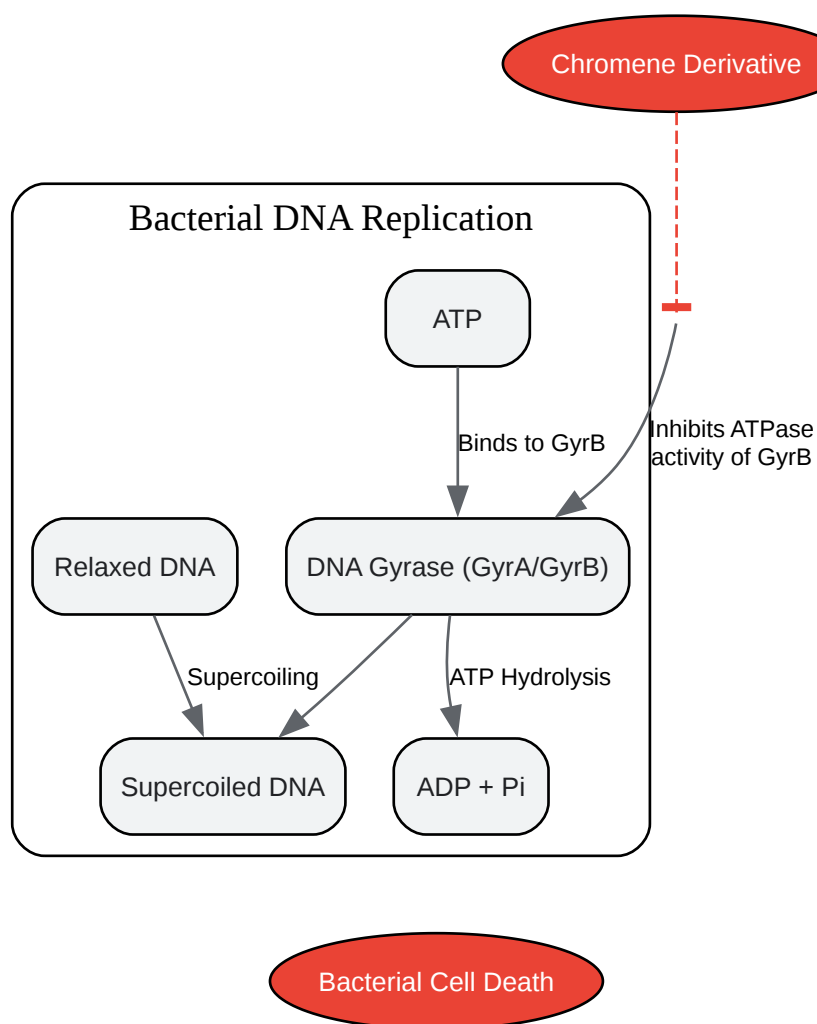 Chromene Derivative
Bacterial DNA Replication
ATP
Binds to GyrB
Inhibits ATPase
activity of GyrB
Relaxed DNA
DNA Gyrase (GyrA/GyrB)
Supercoiling
ATP Hydrolysis
Supercoiled DNA
ADP + Pi
Bacterial Cell Death